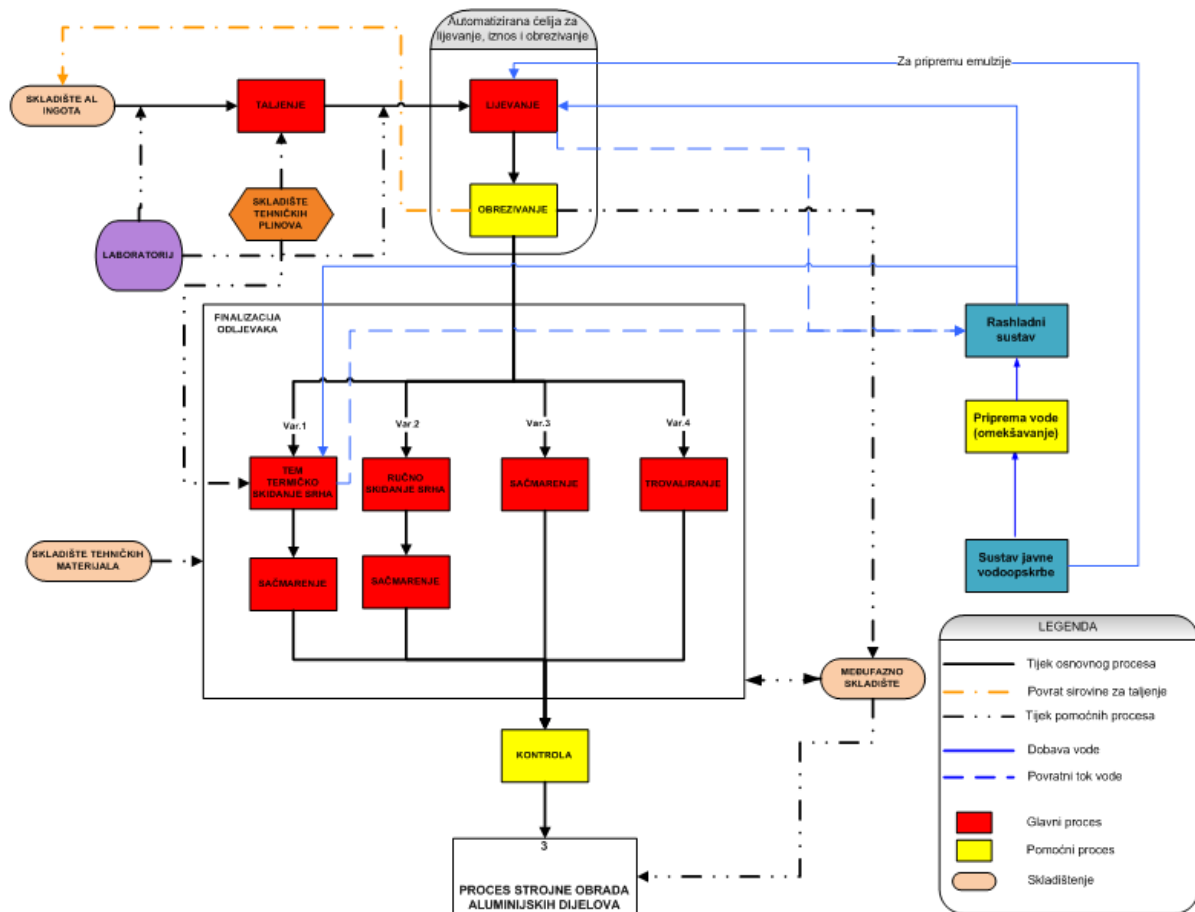 Automatizirana ćelija za
lijevanje, iznos i obrezivanje
Za pripremu emulzije
SKLADIŠTE AL
INGOTA
TALJENJE
LIJEVANJE
SKLADIŠTE
TEHNIČKIH
PLINOVA
OBREZIVANJE
LABORATORIJ
FINALIZACIJA
ODLJEVAKA
Rashladni
sustav
Priprema vode
(omekšavanje)
Var.1
Var.2
Var.3
Var.4
TEM
TERMIČKO
SKIDANJE SRHA
RUČNO
SKIDANJE SRHA
SAČMARENJE
TROVALIRANJE
SKLADIŠTE TEHNIČKIH
MATERIJALA
SAČMARENJE
SAČMARENJE
Sustav javne
vodoopskrbe
MEĐUFAZNO
SKLADIŠTE
KONTROLA
3
PROCES STROJNE OBRADA
ALUMINIJSKIH DIJELOVA
LEGENDA
Tijek osnovnog procesa
Povrat sirovine za taljenje
Tijek pomoćnih procesa
Dobava vode
Povratni tok vode
Glavni proces
Pomoćni proces
Skladištenje